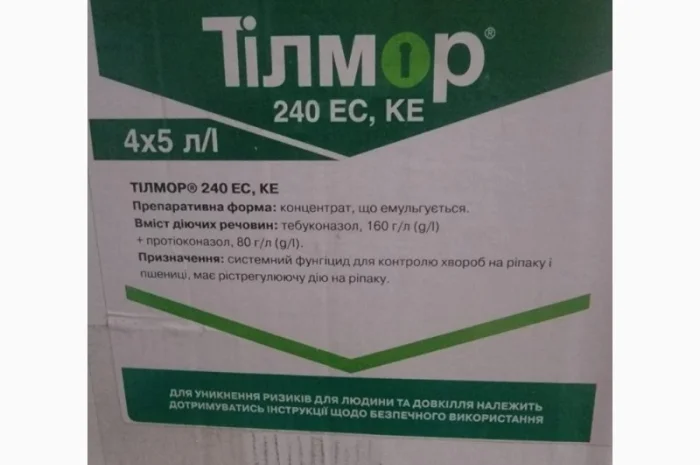 Тілмор®
240 ЕС, КЕ
4х5 л/l
ТІЛМОР® 240 ЕС, КЕ
Препаративна форма: концентрат, що емульгується.
Вміст діючих речовин: тебуконазол, 160 г/л (g/l)
+ протіоконазол, 80 г/л (g/l).
Призначення: системний фунгіцид для контролю хвороб на ріпаку і
пшениці, має рістрегулюючу дію на ріпаку.
ДЛЯ УНИКНЕННЯ РИЗИКІВ ДЛЯ ЛЮДИНИ ТА ДОВКІЛЛЯ НАЛЕЖИТЬ
ДОТРИМУВАТИСЬ ІНСТРУКЦІЇ ЩОДО БЕЗПЕЧНОГО ВИКОРИСТАННЯ